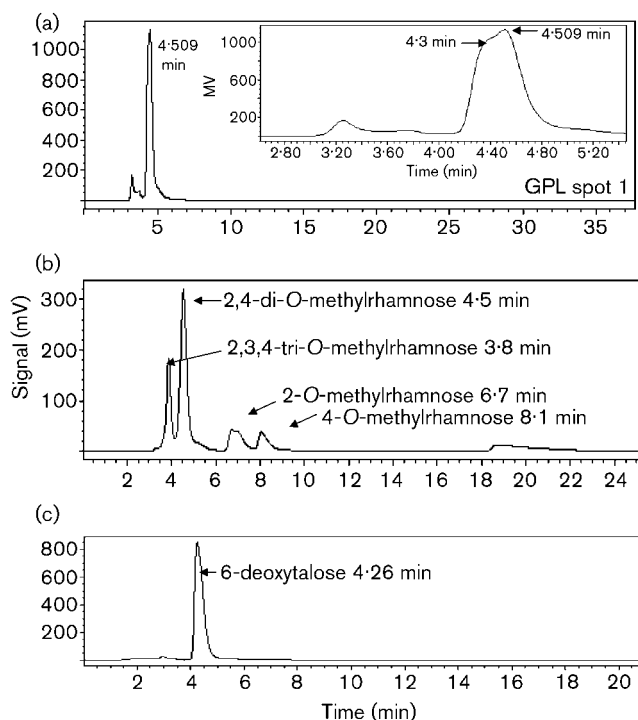 (a)
4·509
min
1000
800
600
400
200
5
10
15
20
25
30
35
MV
1000
600
200
4·3 min
4·509 min
2·80
3·20
3·60
4·00
4·40
4·80
5·20
Time (min)
GPL spot 1
(b)
Signal (mV)
300
200
100
2,4-di-O-methylrhamnose 4·5 min
2,3,4-tri-O-methylrhamnose 3·8 min
2-O-methylrhamnose 6·7 min
4-O-methylrhamnose 8·1 min
2 4 6 8 10 12 14 16 18 20 22 24
(c)
800
600
400
200
6-deoxytalose 4·26 min
2 4 6 8 10 12 14 16 18 20
Time (min)